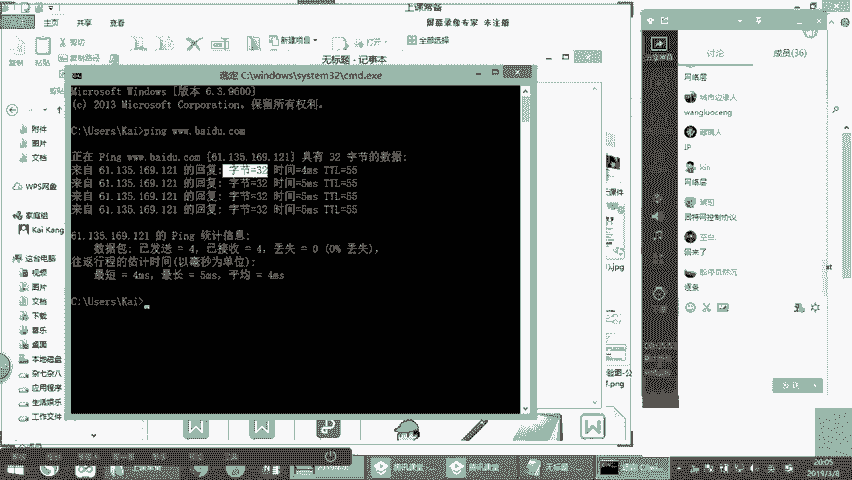 上课常备
主页 共享 查看
屏幕录像专家 未注册
剪切
复制路径
新建项目
打开
全部选择
复制 粘贴
无标题 - 记事本
选定 C:\windows\system32\cmd.exe
Microsoft Windows [版本 6.3.9600]
(c) 2013 Microsoft Corporation。保留所有权利。
C:\Users\Kai>ping www.baidu.com
正在 Ping www.baidu.com [61.135.169.121] 具有 32 字节的数据:
来自 61.135.169.121 的回复: 字节=32 时间=4ms TTL=55
来自 61.135.169.121 的回复: 字节=32 时间=5ms TTL=55
来自 61.135.169.121 的回复: 字节=32 时间=5ms TTL=55
来自 61.135.169.121 的回复: 字节=32 时间=5ms TTL=55
61.135.169.121 的 Ping 统计信息:
数据包: 已发送 = 4，已接收 = 4，丢失 = 0 (0% 丢失)，
往返行程的估计时间(以毫秒为单位):
最短 = 4ms，最长 = 5ms，平均 = 4ms
C:\Users\Kai>
附件
图片
文档
WPS网盘
家庭组
Kai Kang
这台电脑
视频
图片
文档
下载
音乐
桌面
本地磁盘
杂七杂八
应用程序
生活娱乐
工作文件
讨论 成员(36)
网络层
城市边缘人
wangluoceng
IP
kin
网络层
因特网控制协议
回来了
逐条
发送
腾讯课堂
腾讯课堂
无标题
20:05
2019/3/8